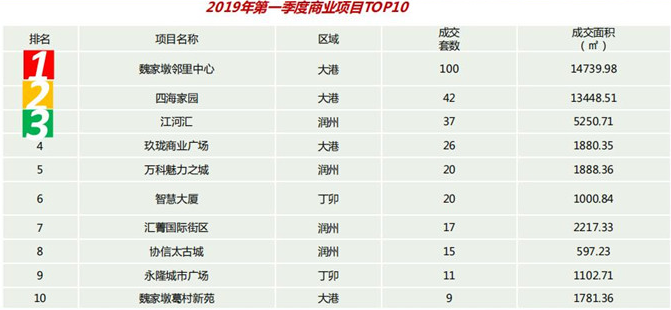 2019年第一季度商业项目TOP10
排名 项目名称 区域 成交套数 成交面积（㎡）
1 魏家墩邻里中心 大港 100 14739.98
2 四海家园 大港 42 13448.51
3 江河汇 润州 37 5250.71
4 玖珑商业广场 大港 26 1880.35
5 万科魅力之城 润州 20 1888.36
6 智慧大厦 丁卯 20 1000.84
7 汇菁国际街区 润州 17 2217.33
8 协信太古城 润州 15 597.23
9 永隆城市广场 丁卯 11 1102.71
10 魏家墩葛村新苑 大港 9 1781.36